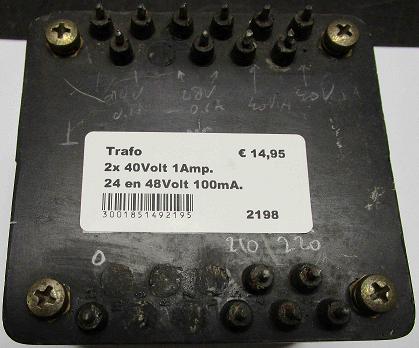 Trafo € 14,95
2x 40Volt 1Amp.
24 en 48Volt 100mA.
3001851492195 2198
0 210 220